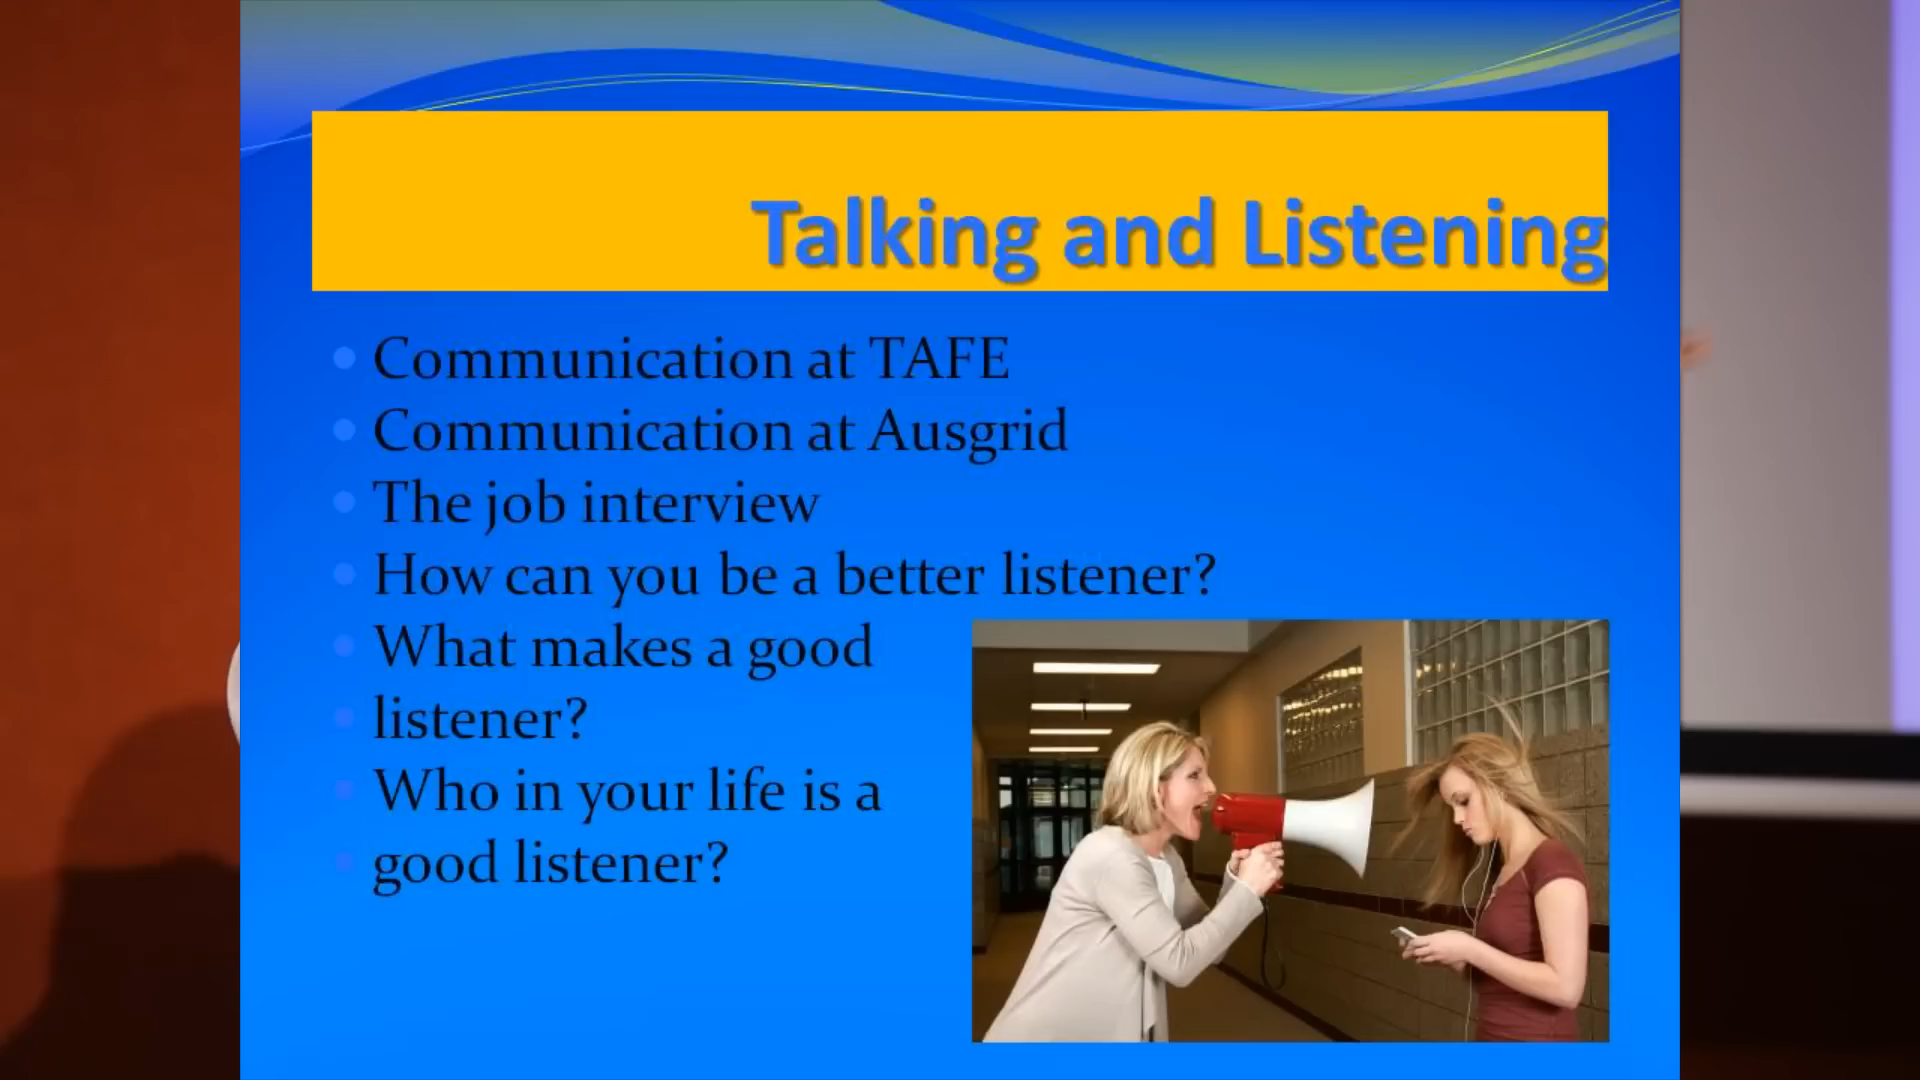 Talking and Listening
Communication at TAFE
Communication at Ausgrid
The job interview
How can you be a better listener?
What makes a good
listener?
Who in your life is a
good listener?